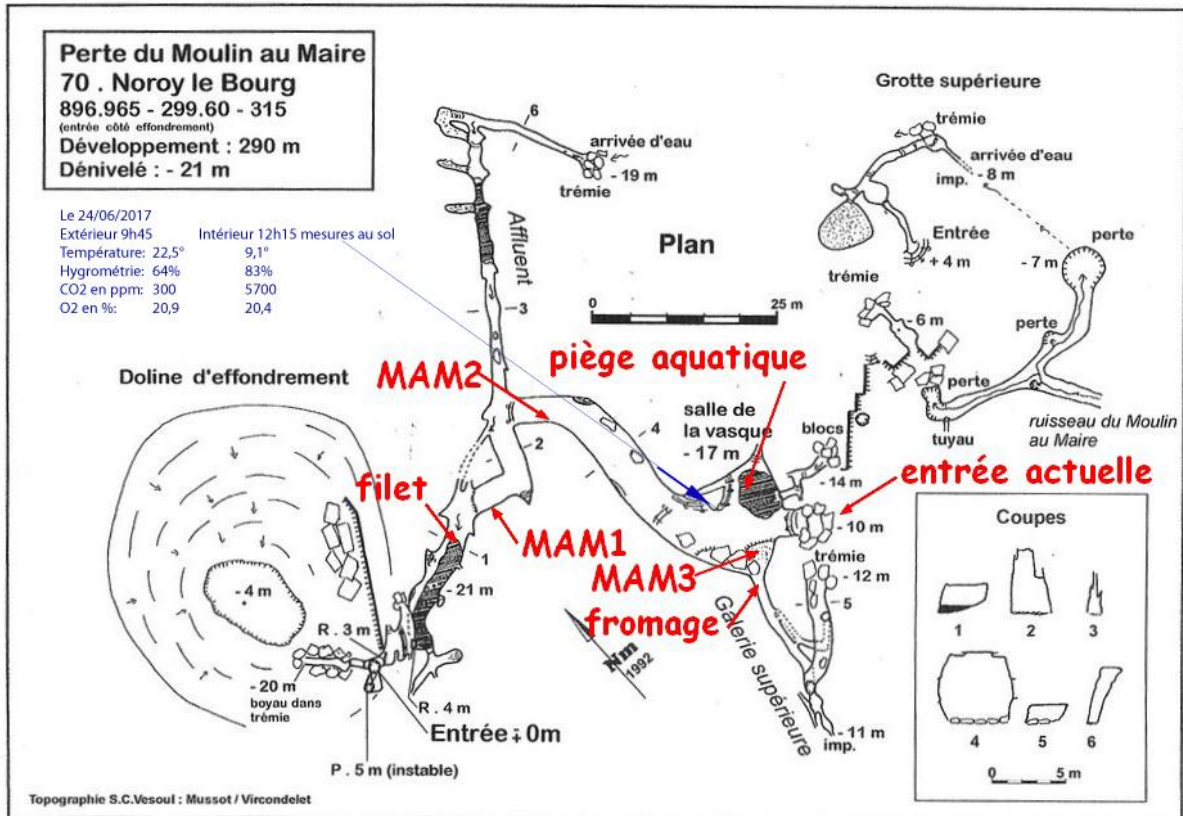 Perte du Moulin au Maire
70 . Noroy le Bourg
896.965 - 299.60 - 315
(entrée côté effondrement)
Développement : 290 m
Dénivelé : - 21 m
Le 24/06/2017
Extérieur 9h45 Intérieur 12h15 mesures au sol
Température: 22,5° 9,1°
Hygrométrie: 64% 83%
CO2 en ppm: 300 5700
O2 en %: 20,9 20,4
6
arrivée d'eau
- 19 m
trémie
Affluent
3
Plan
0 25 m
Grotte supérieure
trémie
arrivée d'eau
- 8 m
imp.
Entrée
+ 4 m
perte
- 7 m
trémie
- 6 m
perte
perte
tuyau
ruisseau du Moulin
au Maire
Doline d'effondrement
MAM2
piège aquatique
salle de
la vasque
- 17 m
4
2
blocs
- 14 m
entrée actuelle
- 10 m
trémie
- 12 m
filet
MAM1
1
- 21 m
MAM3
fromage
5
Galerie supérieure
- 11 m
imp.
Nm
1992
- 4 m
R . 3 m
- 20 m
boyau dans
trémie
R . 4 m
Entrée ∓ 0m
P . 5 m (instable)
Coupes
1 2 3
4 5 6
0 5 m
Topographie S.C.Vesoul : Mussot / Vircondelet